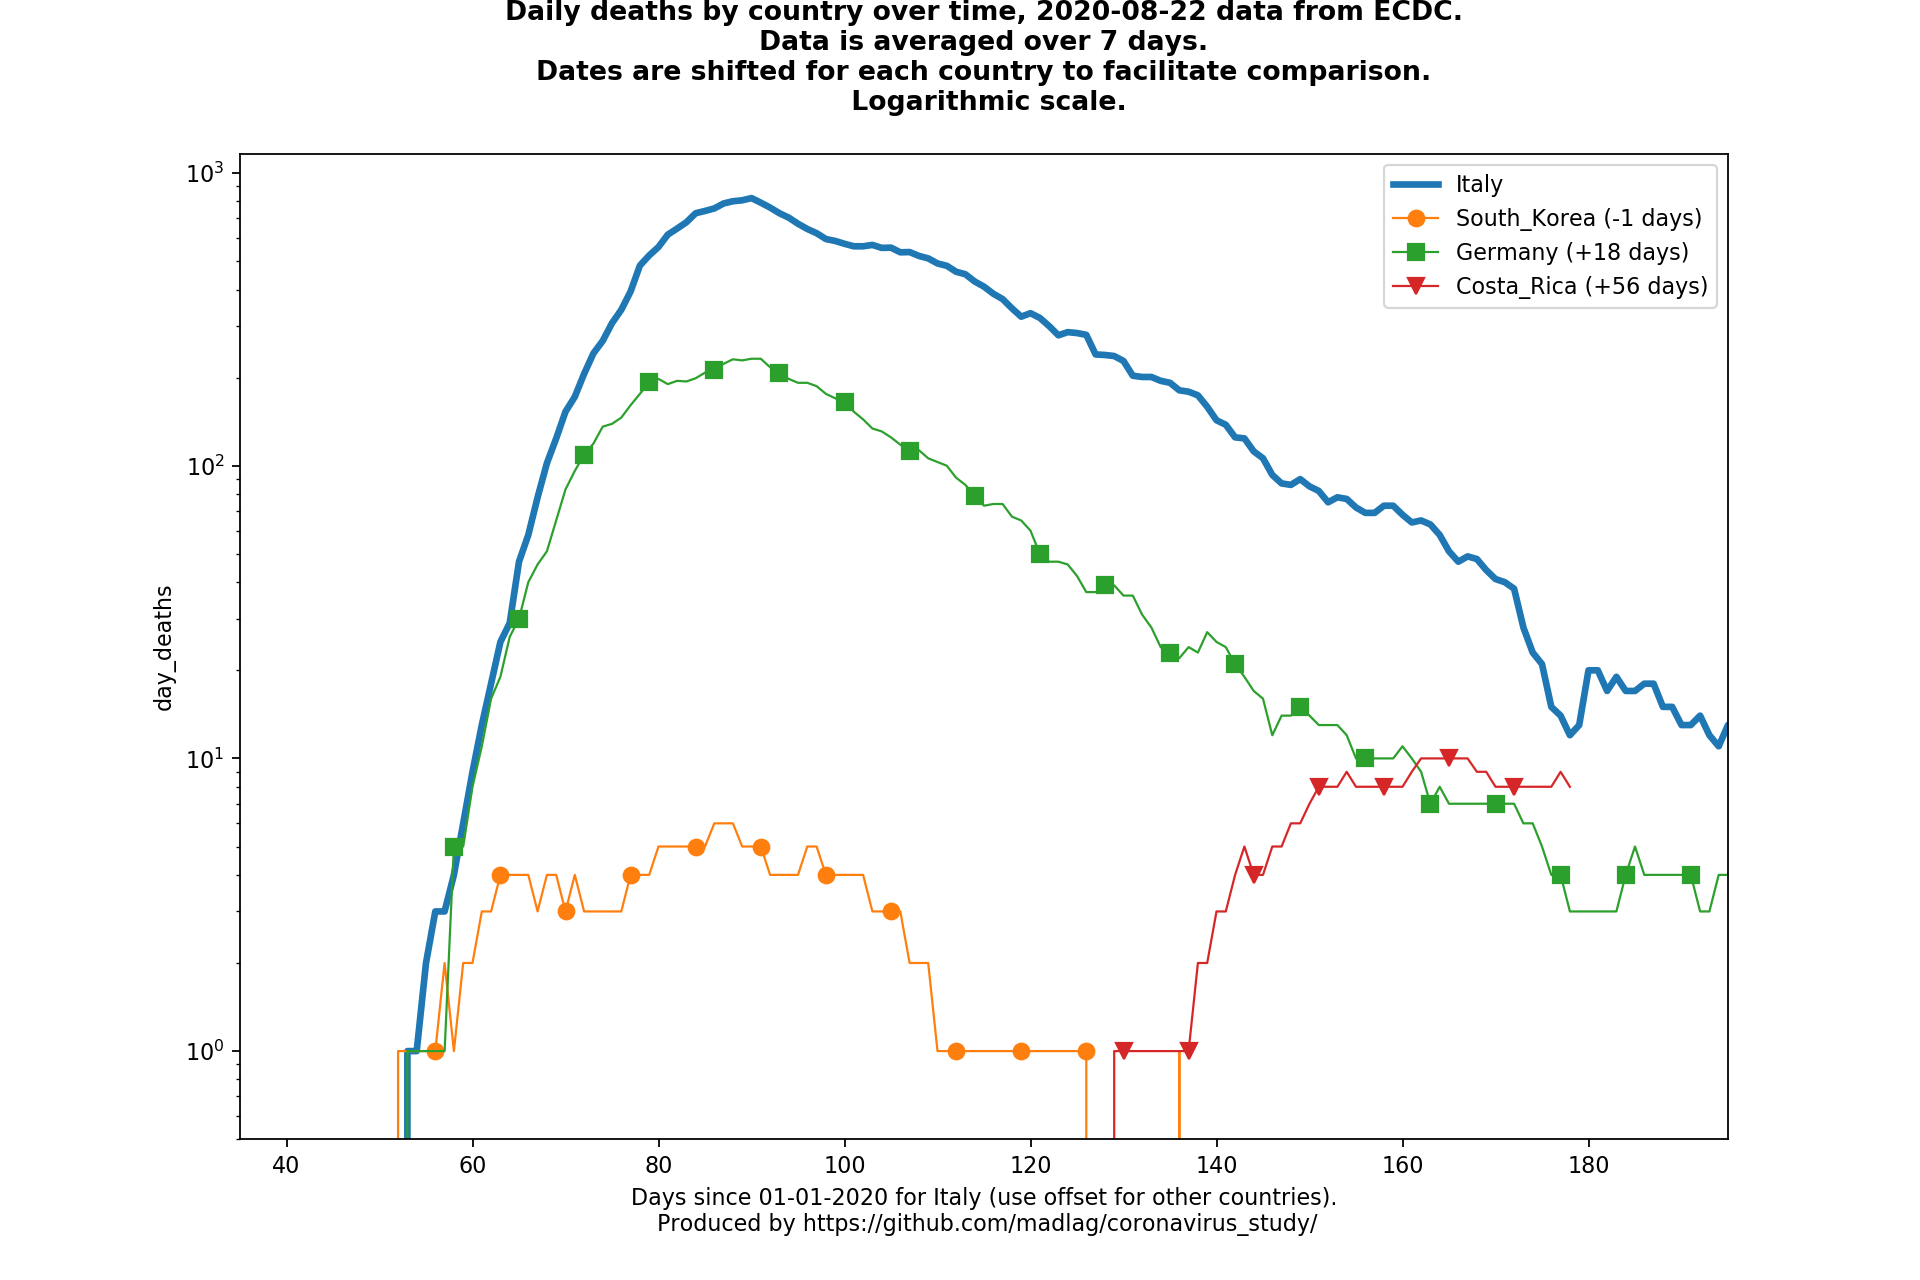 Daily deaths by country over time, 2020-08-22 data from ECDC.
Data is averaged over 7 days.
Dates are shifted for each country to facilitate comparison.
Logarithmic scale.
10³
10²
10¹
10⁰
day_deaths
Italy
South_Korea (-1 days)
Germany (+18 days)
Costa_Rica (+56 days)
40 60 80 100 120 140 160 180
Days since 01-01-2020 for Italy (use offset for other countries).
Produced by https://github.com/madlag/coronavirus_study/